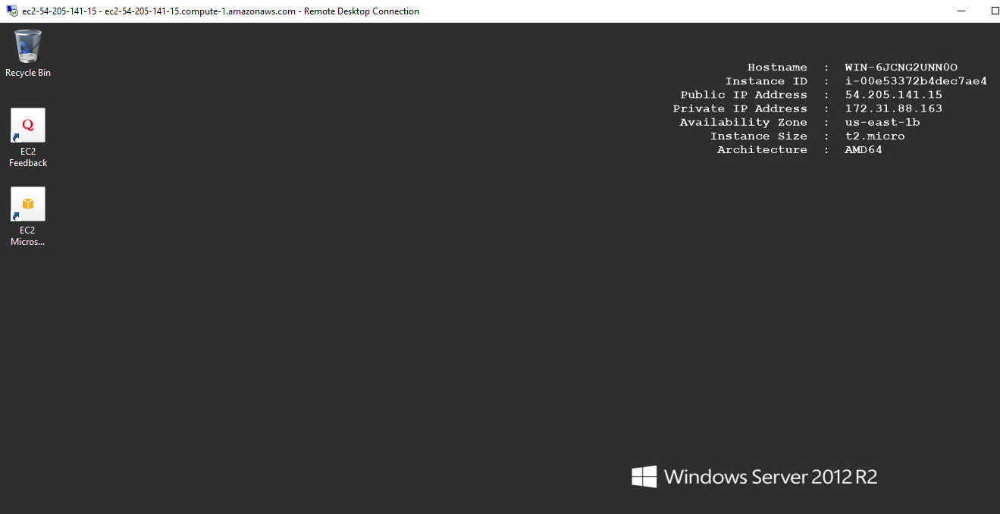 ec2-54-205-141-15 - ec2-54-205-141-15.compute-1.amazonaws.com - Remote Desktop Connection
Recycle Bin
Q
EC2
Feedback
EC2
Micros...
Hostname : WIN-6JCNG2UNN0O
Instance ID : i-00e53372b4dec7ae4
Public IP Address : 54.205.141.15
Private IP Address : 172.31.88.163
Availability Zone : us-east-1b
Instance Size : t2.micro
Architecture : AMD64
Windows Server 2012 R2